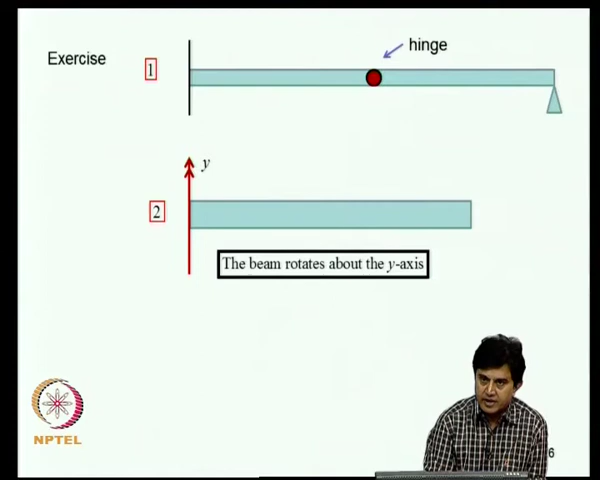 Exercise
1
hinge
y
2
The beam rotates about the y-axis
NPTEL
6